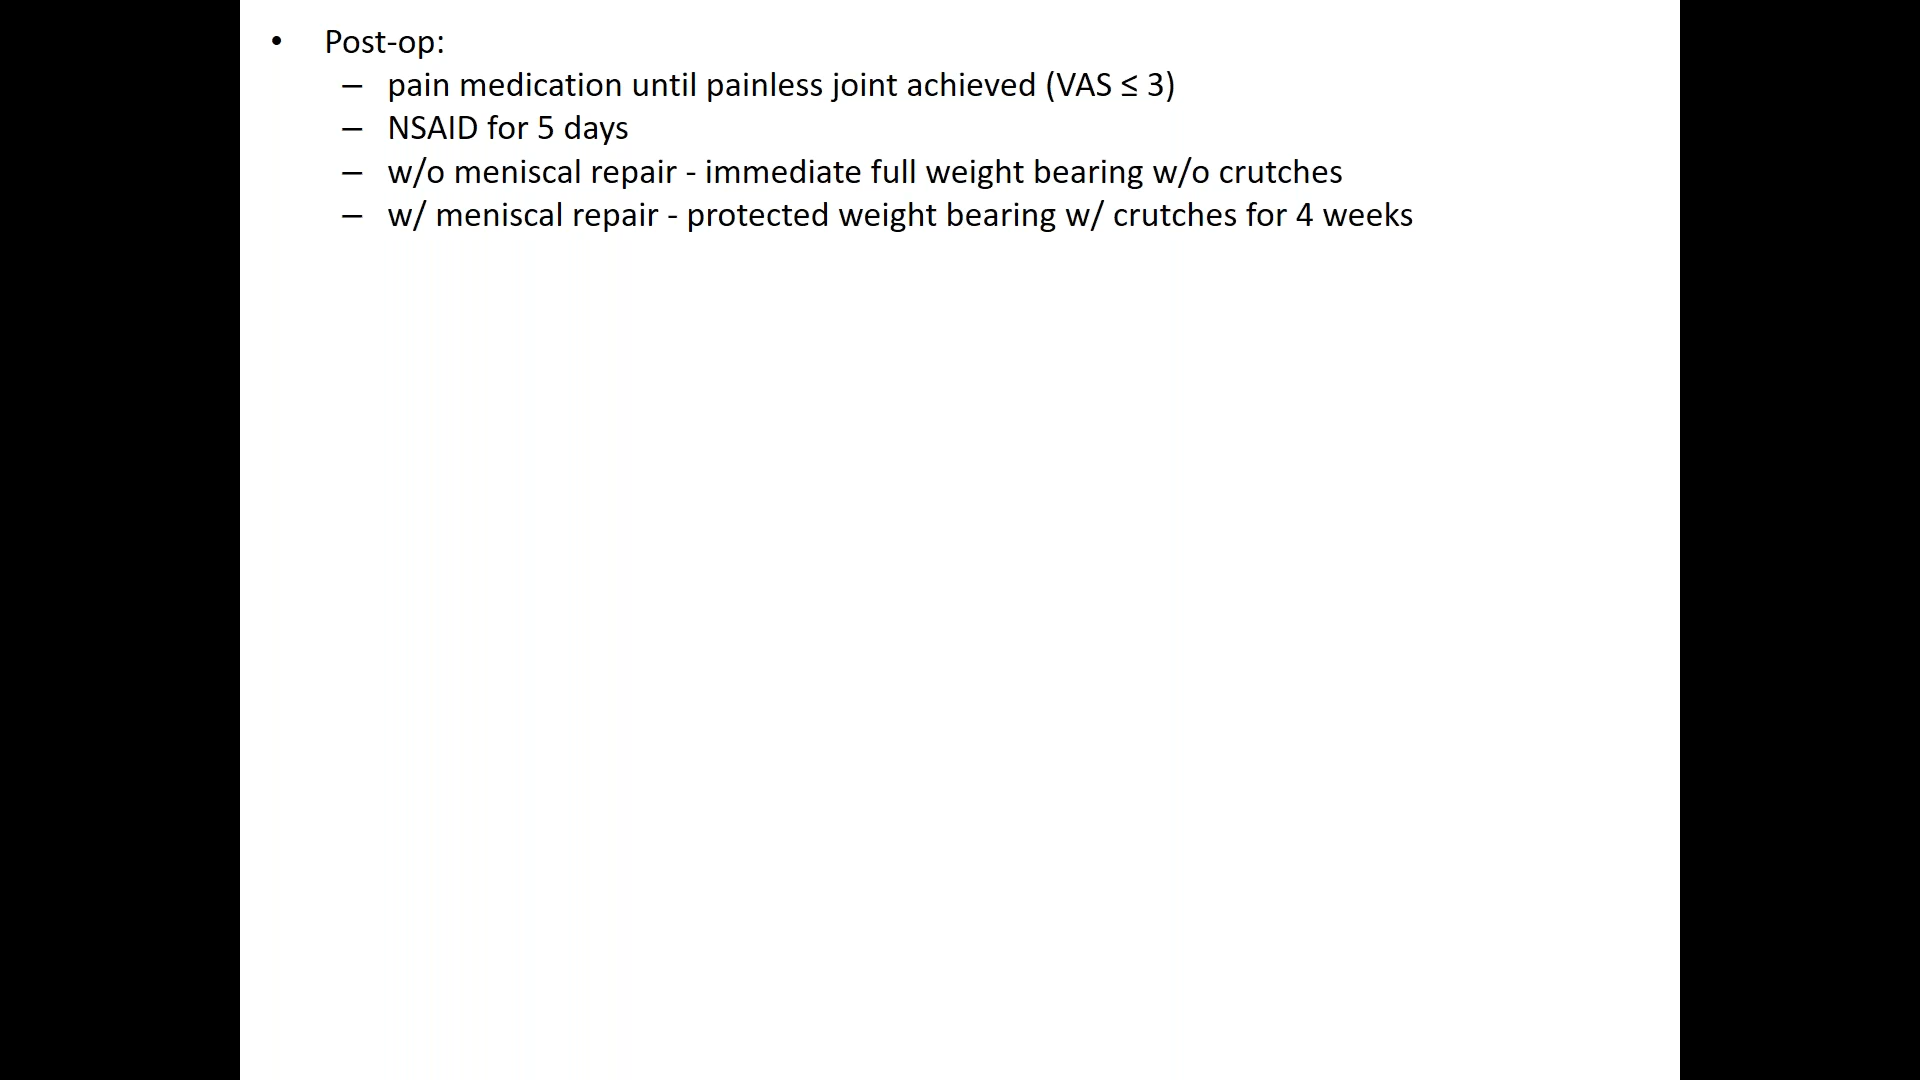 • Post-op:
– pain medication until painless joint achieved (VAS ≤ 3)
– NSAID for 5 days
– w/o meniscal repair - immediate full weight bearing w/o crutches
– w/ meniscal repair - protected weight bearing w/ crutches for 4 weeks